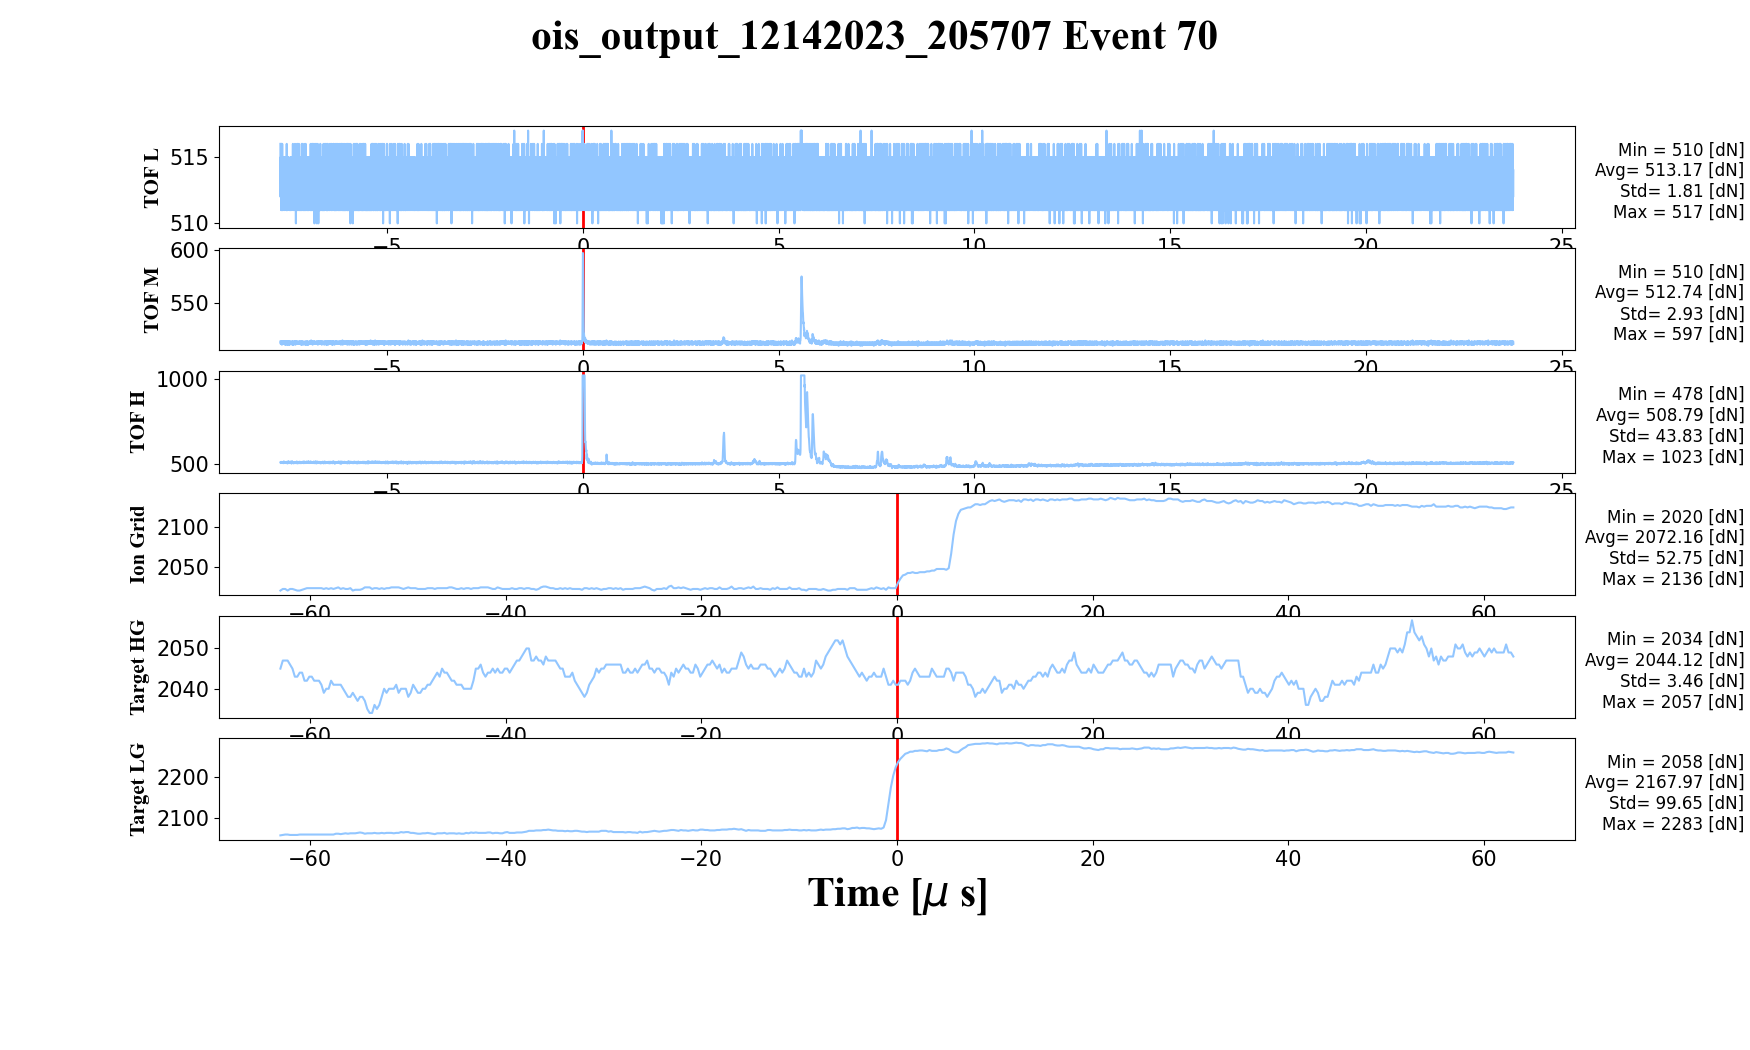 ois_output_12142023_205707 Event 70
TOF L
515
510
Min = 510 [dN]
Avg= 513.17 [dN]
Std= 1.81 [dN]
Max = 517 [dN]
−5 0 5 10 15 20 25
TOF M
600
550
Min = 510 [dN]
Avg= 512.74 [dN]
Std= 2.93 [dN]
Max = 597 [dN]
−5 0 5 10 15 20 25
TOF H
1000
500
Min = 478 [dN]
Avg= 508.79 [dN]
Std= 43.83 [dN]
Max = 1023 [dN]
−5 0 5 10 15 20 25
Ion Grid
2100
2050
Min = 2020 [dN]
Avg= 2072.16 [dN]
Std= 52.75 [dN]
Max = 2136 [dN]
−60 −40 −20 0 20 40 60
Target HG
2050
2040
Min = 2034 [dN]
Avg= 2044.12 [dN]
Std= 3.46 [dN]
Max = 2057 [dN]
−60 −40 −20 0 20 40 60
Target LG
2200
2100
Min = 2058 [dN]
Avg= 2167.97 [dN]
Std= 99.65 [dN]
Max = 2283 [dN]
−60 −40 −20 0 20 40 60
Time [μ s]